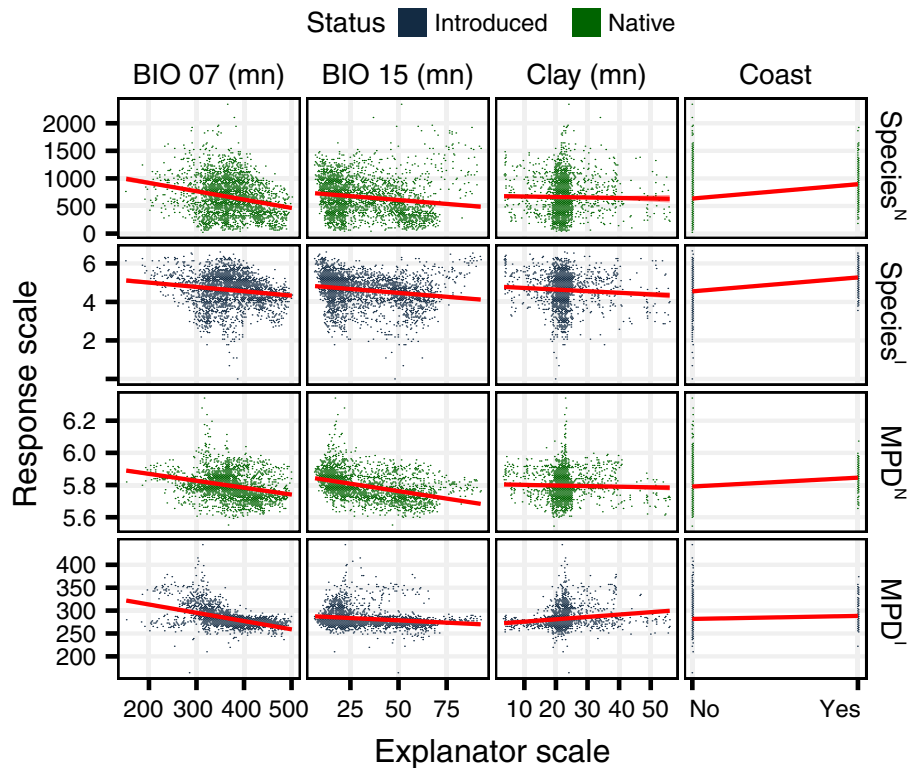 Status Introduced Native
BIO 07 (mn) BIO 15 (mn) Clay (mn) Coast
Response scale
2000
1500
1000
500
0
Species^N
6
4
2
Species^I
6.2
6.0
5.8
5.6
MPD^N
400
350
300
250
200
MPD^I
200 300 400 500 25 50 75 10 20 30 40 50 No Yes
Explanator scale